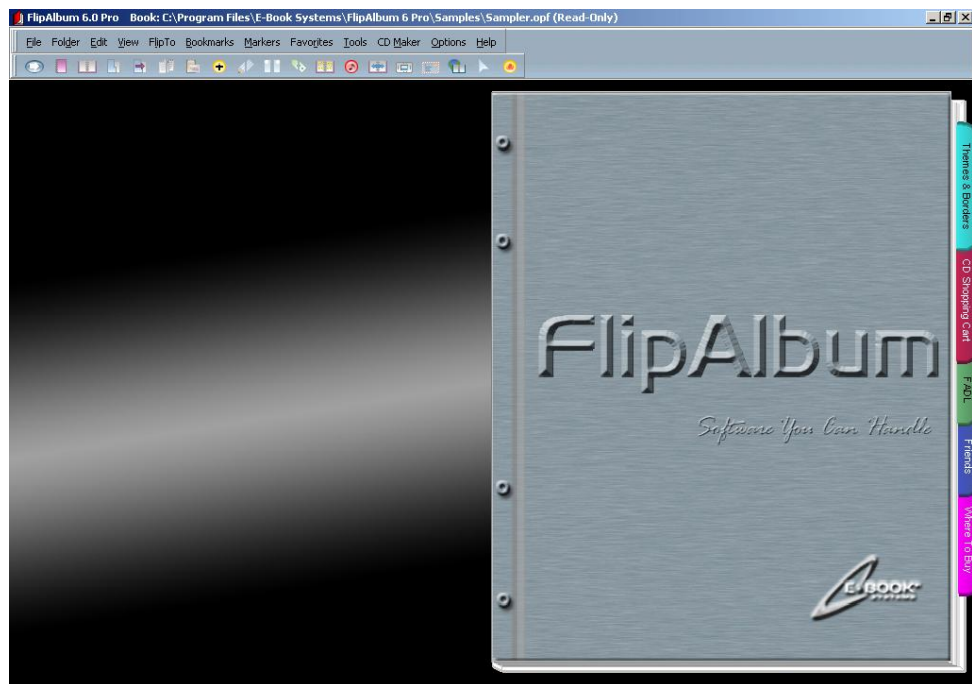 FlipAlbum 6.0 Pro   Book: C:\Program Files\E-Book Systems\FlipAlbum 6 Pro\Samples\Sampler.opf (Read-Only)
File Folder Edit View FlipTo Bookmarks Markers Favorites Tools CD Maker Options Help
FlipAlbum
Software You Can Handle
E-BOOK
SYSTEMS
Themes & Borders
CD Shopping Cart
FADL
Friends
Where To Buy